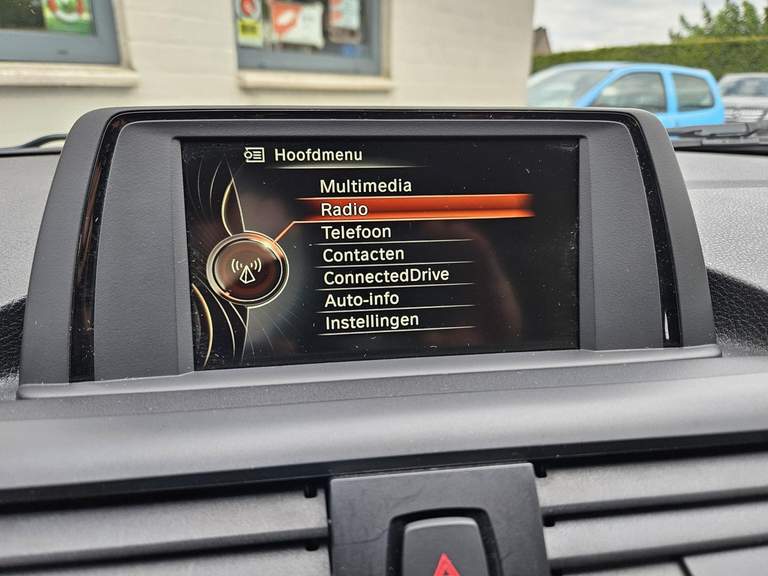 Hoofdmenu
Multimedia
Radio
Telefoon
Contacten
ConnectedDrive
Auto-info
Instellingen